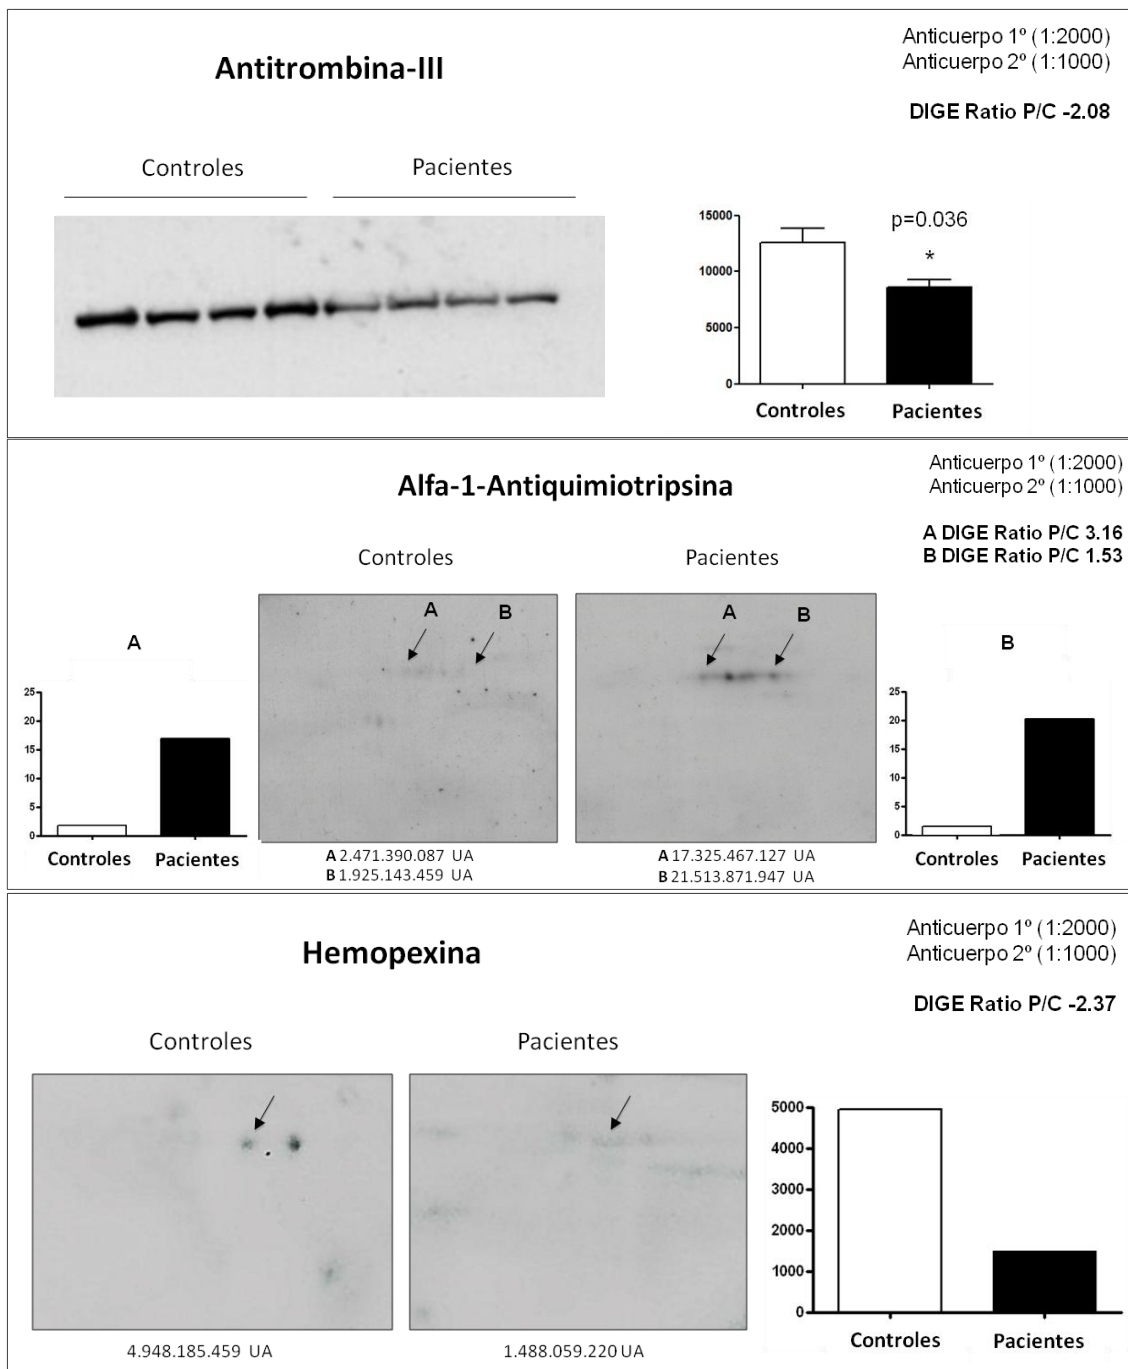 Antitrombina-III
Anticuerpo 1º (1:2000)
Anticuerpo 2º (1:1000)
DIGE Ratio P/C -2.08
Controles
Pacientes
15000
10000
5000
0
p=0.036
*
Controles
Pacientes
Alfa-1-Antiquimiotripsina
Anticuerpo 1º (1:2000)
Anticuerpo 2º (1:1000)
A DIGE Ratio P/C 3.16
B DIGE Ratio P/C 1.53
Controles
Pacientes
A
25
20
15
10
5
0
Controles
Pacientes
A
B
A 2.471.390.087 UA
B 1.925.143.459 UA
A
B
A 17.325.467.127 UA
B 21.513.871.947 UA
B
25
20
15
10
5
0
Controles
Pacientes
Hemopexina
Anticuerpo 1º (1:2000)
Anticuerpo 2º (1:1000)
DIGE Ratio P/C -2.37
Controles
Pacientes
4.948.185.459 UA
1.488.059.220 UA
5000
4000
3000
2000
1000
0
Controles
Pacientes